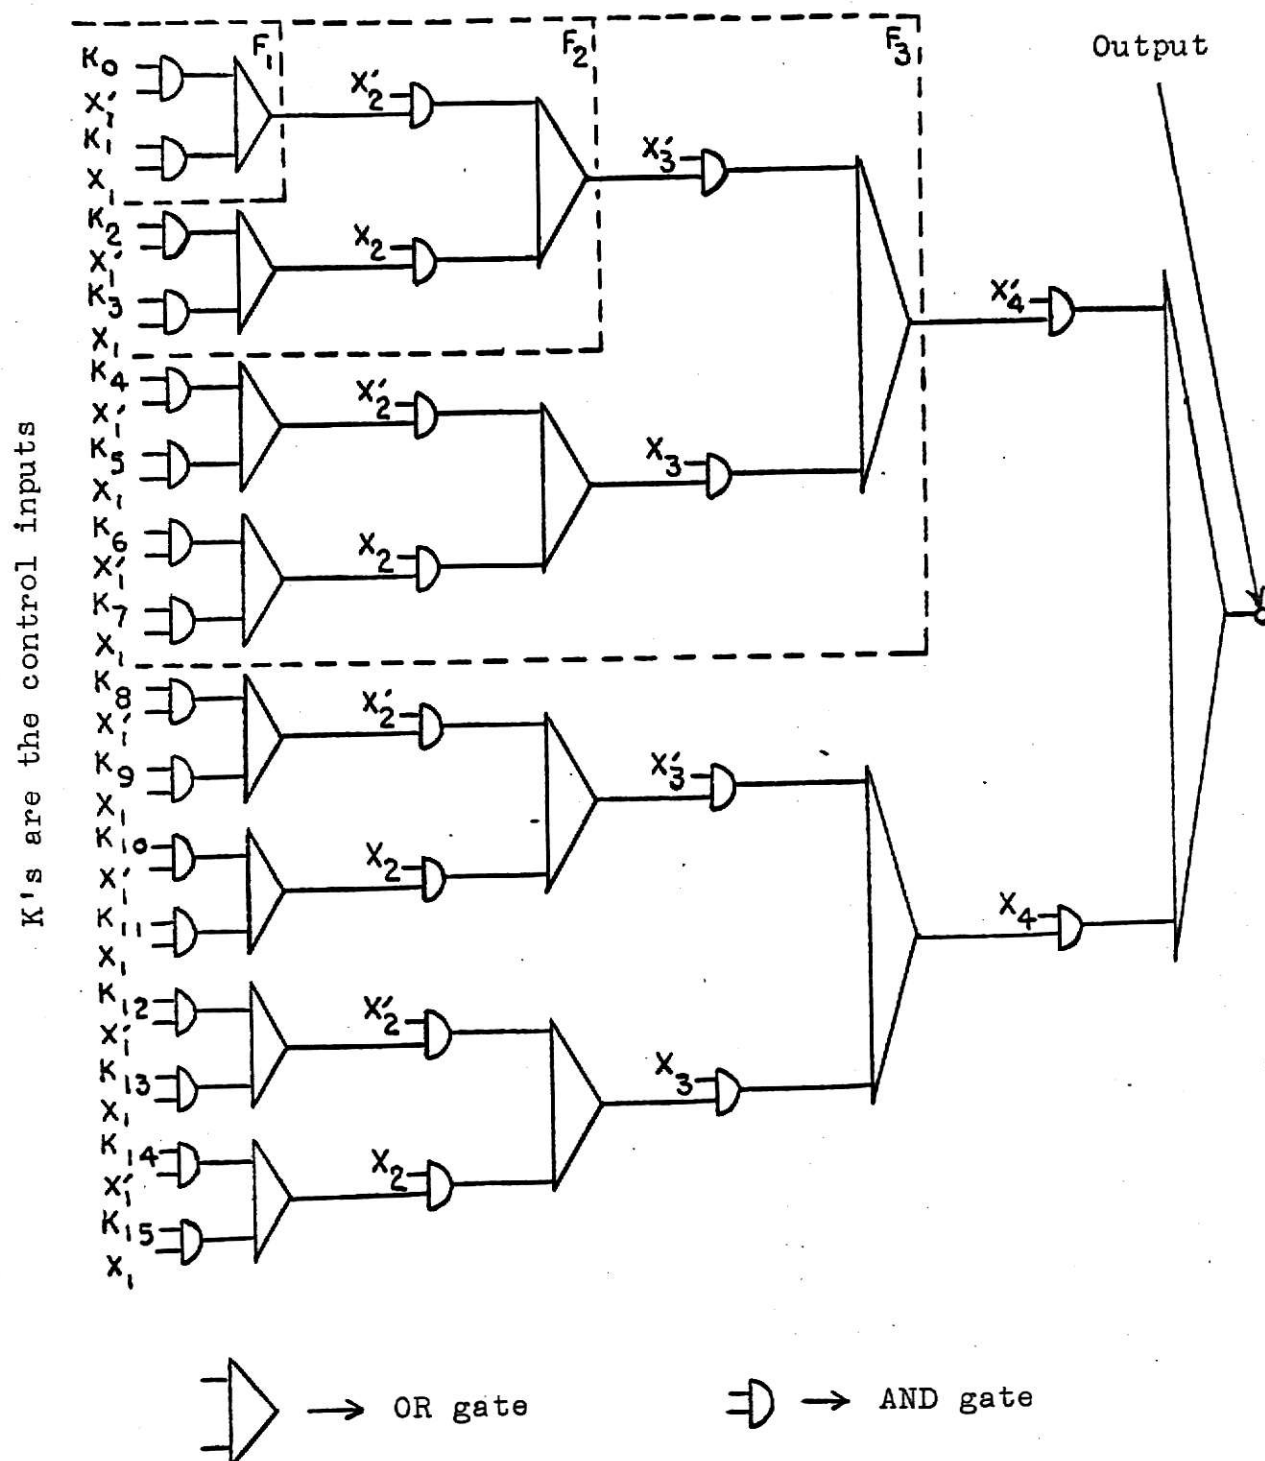 F₁ F₂ F₃
Output
K₀
X₁′
K₁
X₁
K₂
X₁′
K₃
X₁
K₄
X₁′
K₅
X₁
K₆
X₁′
K₇
X₁
K₈
X₁′
K₉
X₁
K₁₀
X₁′
K₁₁
X₁
K₁₂
X₁′
K₁₃
X₁
K₁₄
X₁′
K₁₅
X₁
X₂′
X₂
X₂′
X₂
X₂′
X₂
X₂′
X₂
X₃′
X₃
X₃′
X₃
X₄′
X₄
K's are the control inputs
OR gate
AND gate